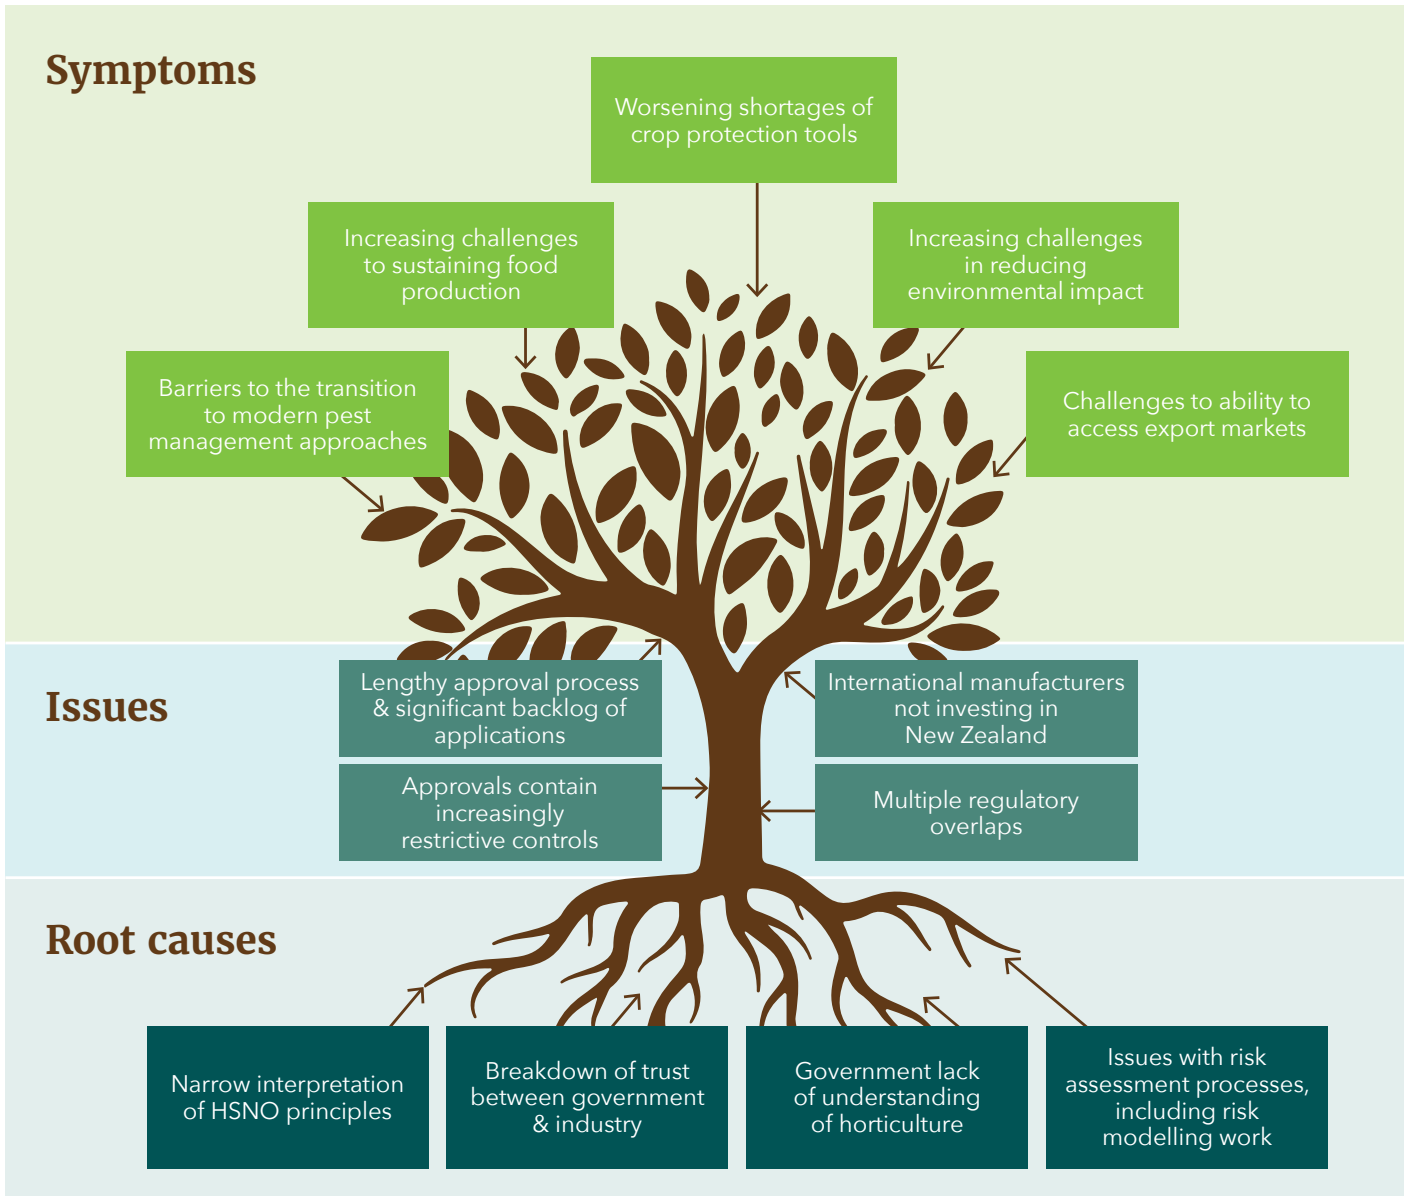 Symptoms
Worsening shortages of
crop protection tools
Increasing challenges
to sustaining food
production
Increasing challenges
in reducing
environmental impact
Barriers to the transition
to modern pest
management approaches
Challenges to ability to
access export markets
Issues
Lengthy approval process
& significant backlog of
applications
International manufacturers
not investing in
New Zealand
Approvals contain
increasingly
restrictive controls
Multiple regulatory
overlaps
Root causes
Narrow interpretation
of HSNO principles
Breakdown of trust
between government
& industry
Government lack
of understanding
of horticulture
Issues with risk
assessment processes,
including risk
modelling work